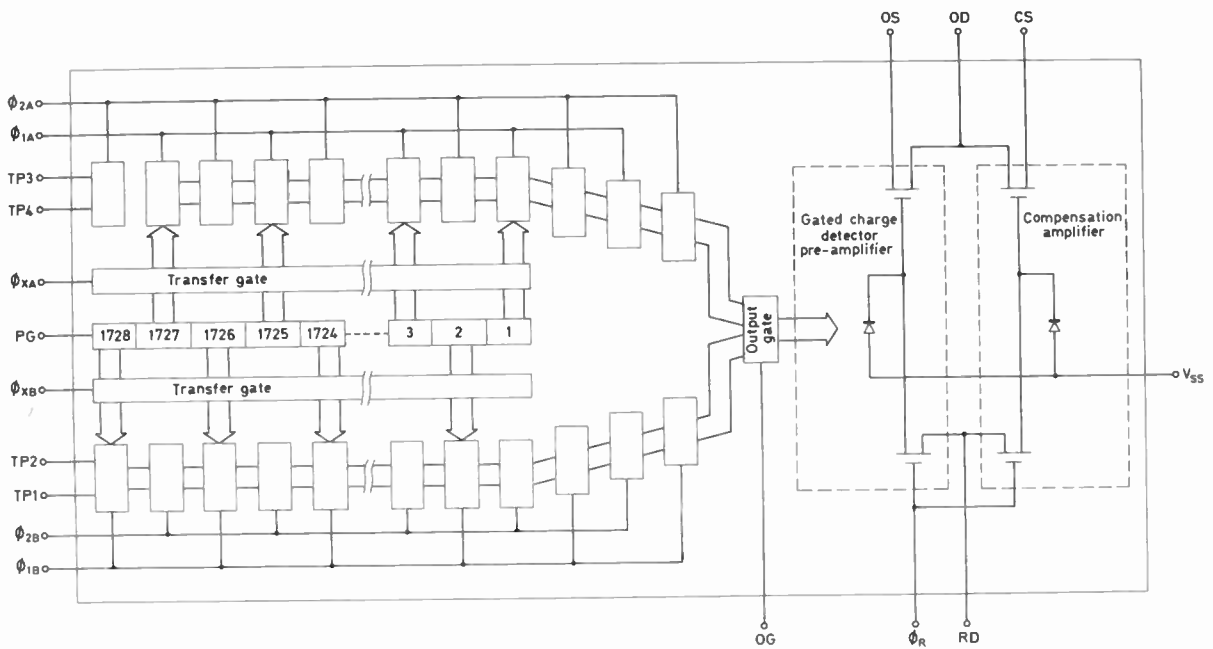 OS OD CS
ϕ2A
ϕ1A
TP3
TP4
Gated charge
detector
pre-amplifier
Compensation
amplifier
ϕXA
Transfer gate
PG
1728 1727 1726 1725 1724 3 2 1
Output
gate
ϕXB
Transfer gate
VSS
TP2
TP1
ϕ2B
ϕ1B
OG ϕR RD